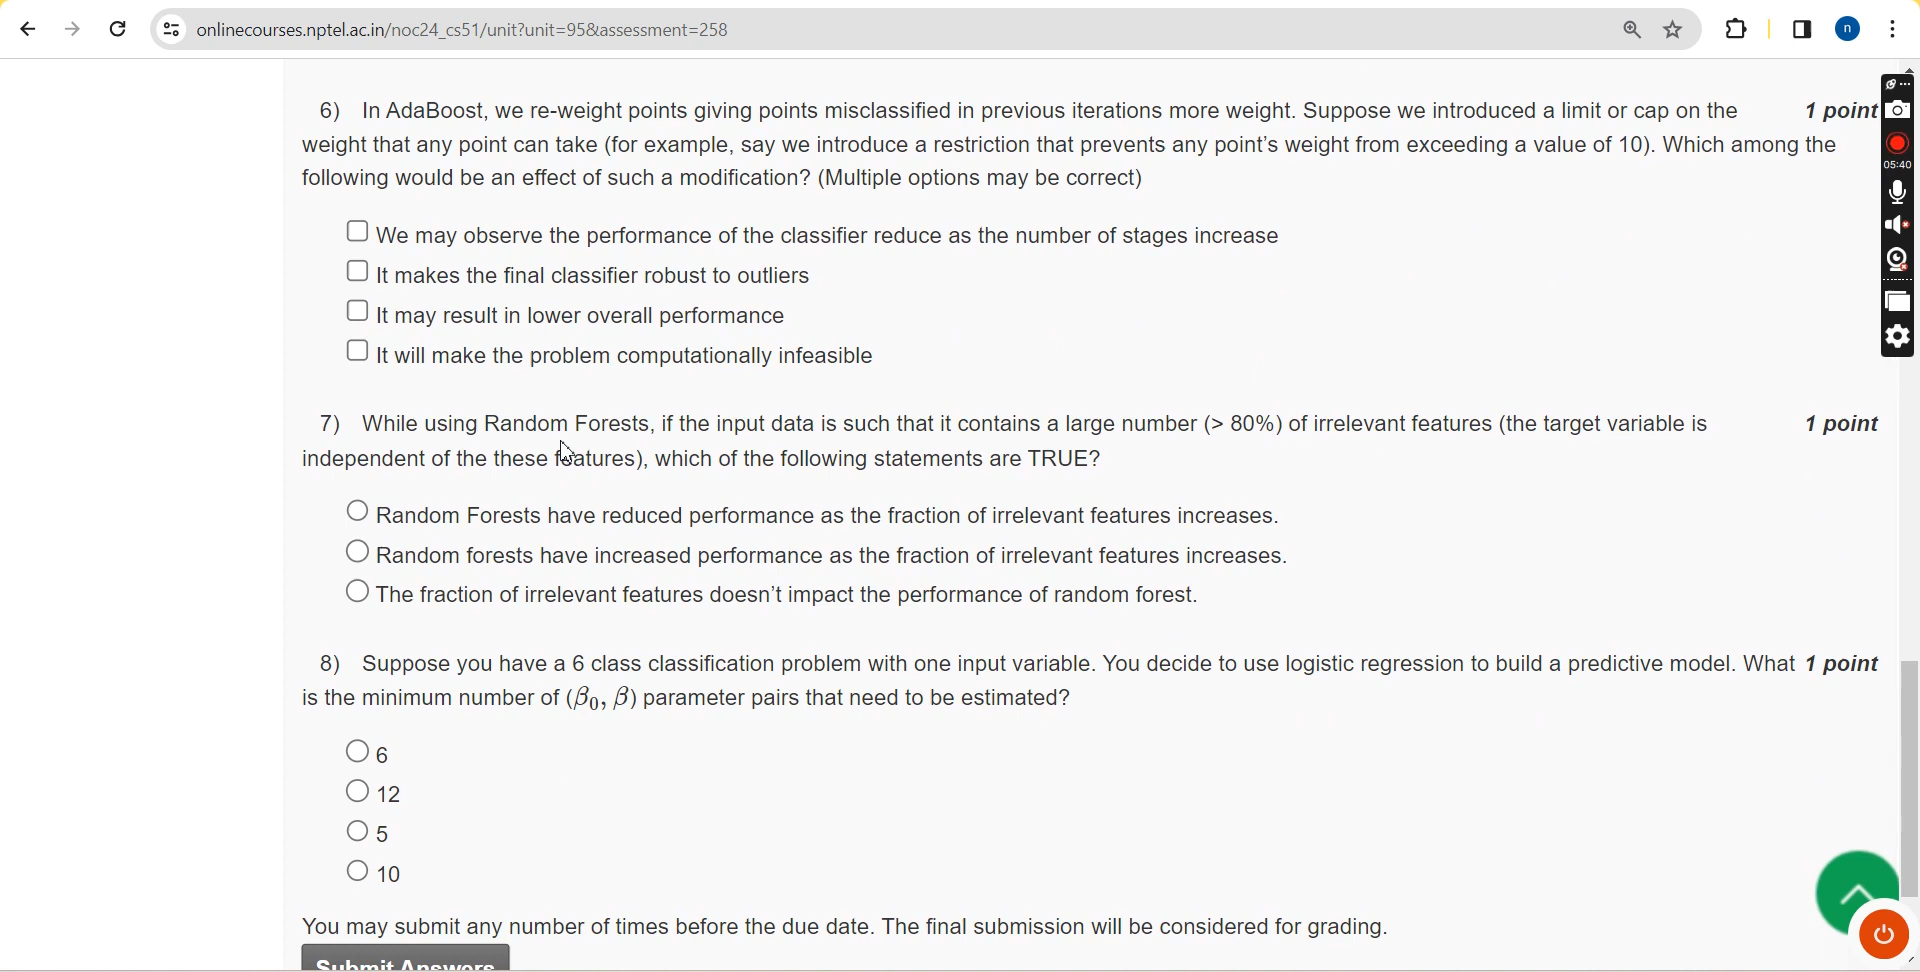 onlinecourses.nptel.ac.in/noc24_cs51/unit?unit=95&assessment=258
n
6) In AdaBoost, we re-weight points giving points misclassified in previous iterations more weight. Suppose we introduced a limit or cap on the 1 point
weight that any point can take (for example, say we introduce a restriction that prevents any point’s weight from exceeding a value of 10). Which among the
following would be an effect of such a modification? (Multiple options may be correct)
05:40
We may observe the performance of the classifier reduce as the number of stages increase
It makes the final classifier robust to outliers
It may result in lower overall performance
It will make the problem computationally infeasible
7) While using Random Forests, if the input data is such that it contains a large number (> 80%) of irrelevant features (the target variable is 1 point
independent of the these features), which of the following statements are TRUE?
Random Forests have reduced performance as the fraction of irrelevant features increases.
Random forests have increased performance as the fraction of irrelevant features increases.
The fraction of irrelevant features doesn’t impact the performance of random forest.
8) Suppose you have a 6 class classification problem with one input variable. You decide to use logistic regression to build a predictive model. What 1 point
is the minimum number of (β₀, β) parameter pairs that need to be estimated?
6
12
5
10
You may submit any number of times before the due date. The final submission will be considered for grading.
Submit Answers